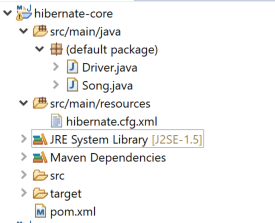 hibernate-core
src/main/java
(default package)
Driver.java
Song.java
src/main/resources
hibernate.cfg.xml
JRE System Library [J2SE-1.5]
Maven Dependencies
src
target
pom.xml